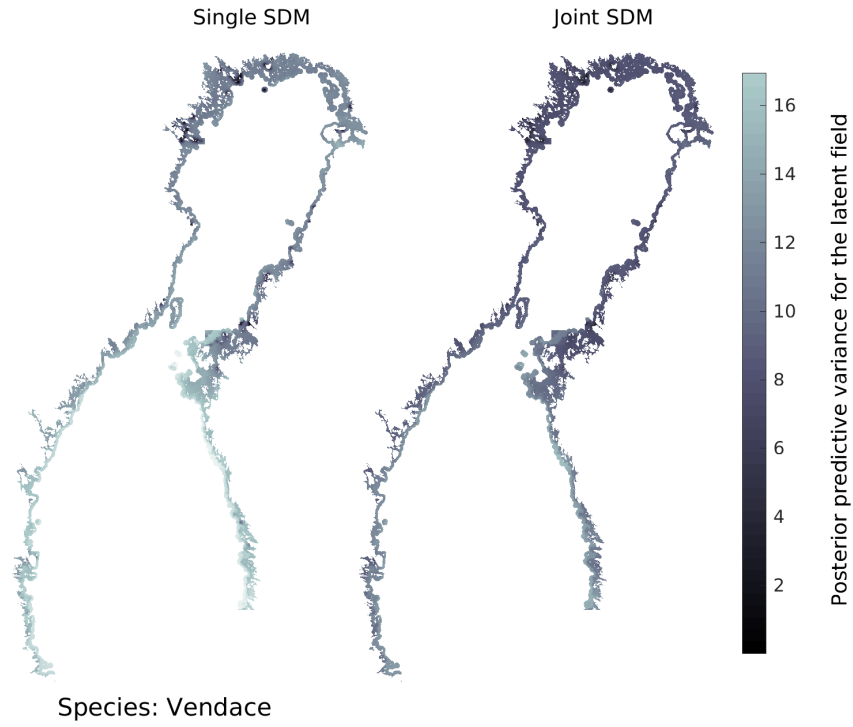 Single SDM
Joint SDM
16
14
12
10
8
6
4
2
Posterior predictive variance for the latent field
Species: Vendace